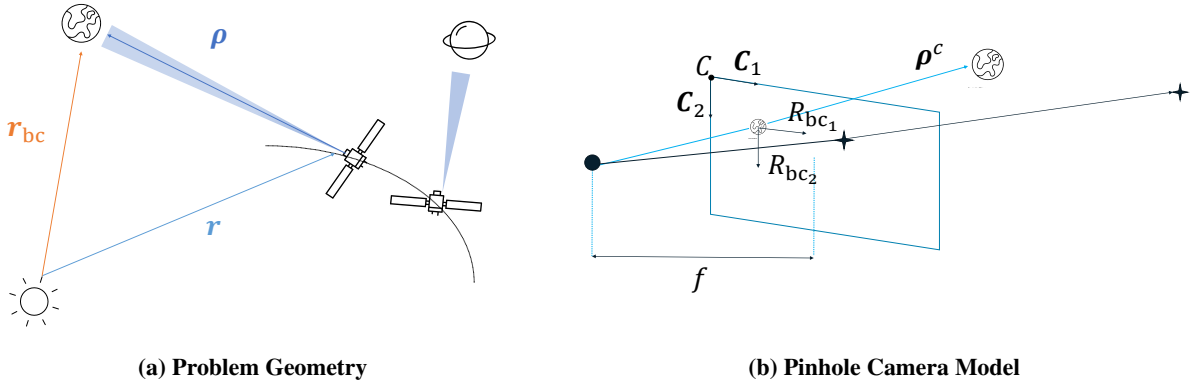 ρ
r_bc
r
(a) Problem Geometry
C
C_1
C_2
ρ^c
R_bc_1
R_bc_2
f
(b) Pinhole Camera Model